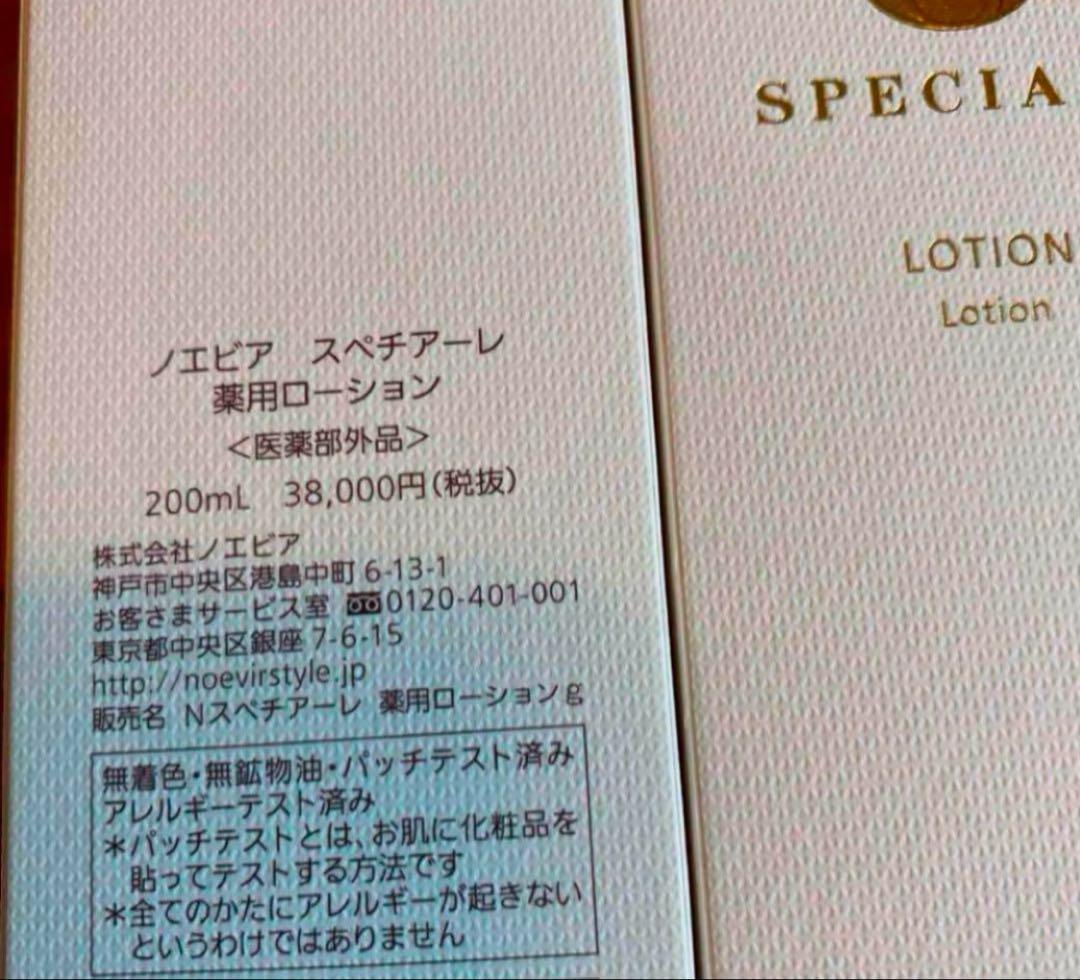 ノエビア　スペチアーレ
薬用ローション
＜医薬部外品＞
200mL　38,000円（税抜）
株式会社ノエビア
神戸市中央区港島中町 6-13-1
お客さまサービス室 0120-401-001
東京都中央区銀座 7-6-15
http://noevirstyle.jp
販売名　Nスペチアーレ　薬用ローションg
無着色・無鉱物油・パッチテスト済み
アレルギーテスト済み
＊パッチテストとは、お肌に化粧品を
貼ってテストする方法です
＊全てのかたにアレルギーが起きない
というわけではありません
SPECIA
LOTION
Lotion